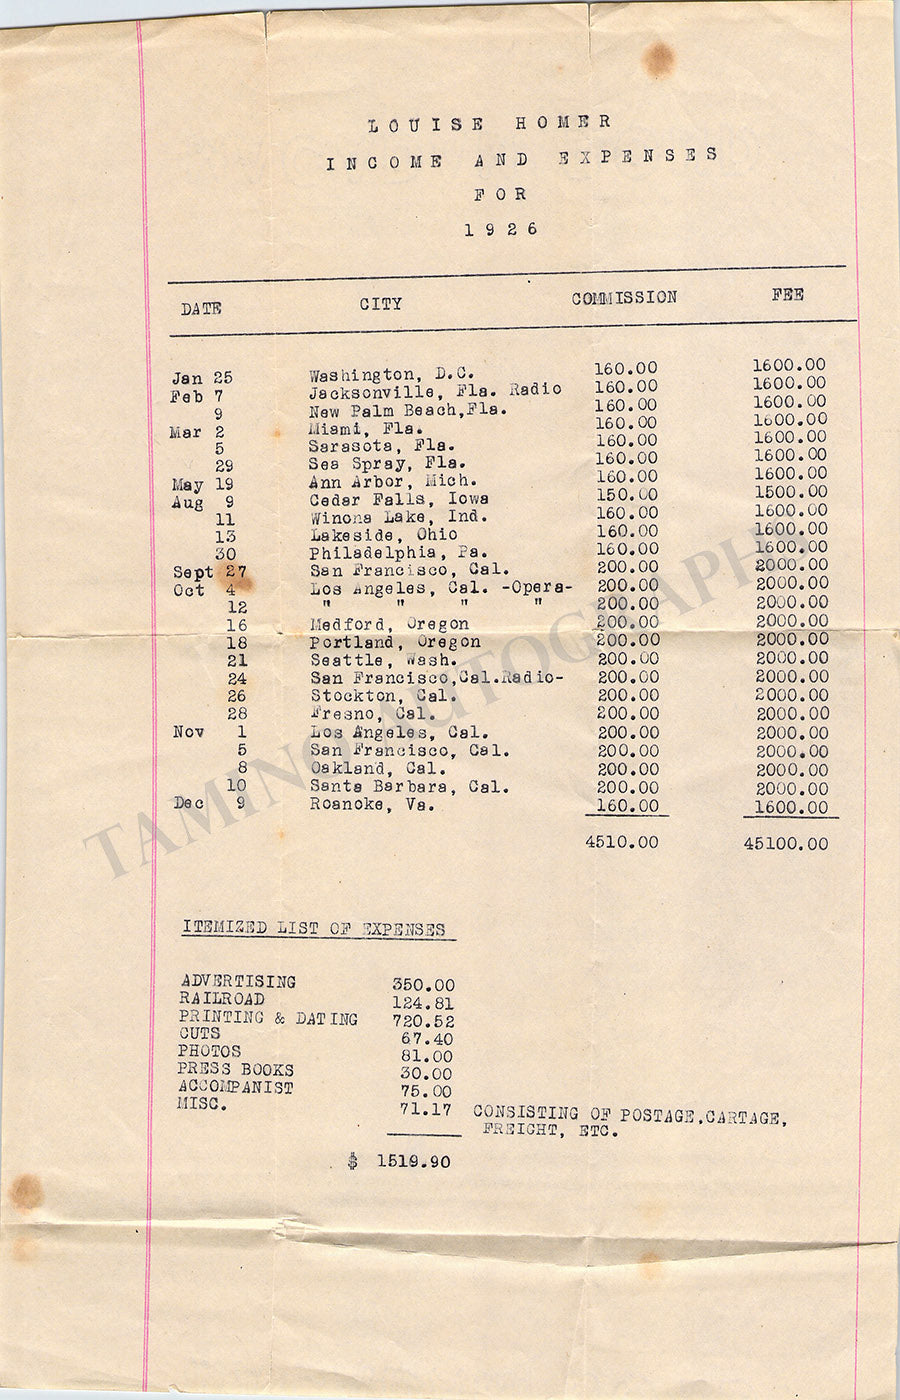 LOUISE HOMER
INCOME AND EXPENSES
FOR
1926
DATE CITY COMMISSION FEE
Jan 25 Washington, D.C. 160.00 1600.00
Feb 7 Jacksonville, Fla. Radio 160.00 1600.00
9 New Palm Beach,Fla. 160.00 1600.00
Mar 2 Miami, Fla. 160.00 1600.00
5 Sarasota, Fla. 160.00 1600.00
29 Sea Spray, Fla. 160.00 1600.00
May 19 Ann Arbor, Mich. 160.00 1600.00
Aug 9 Cedar Falls, Iowa 150.00 1500.00
11 Winona Lake, Ind. 160.00 1600.00
13 Lakeside, Ohio 160.00 1600.00
30 Philadelphia, Pa. 160.00 1600.00
Sept 27 San Francisco, Cal. 200.00 2000.00
Oct 4 Los Angeles, Cal. -Opera- 200.00 2000.00
12 " " " " 200.00 2000.00
16 Medford, Oregon 200.00 2000.00
18 Portland, Oregon 200.00 2000.00
21 Seattle, Wash. 200.00 2000.00
24 San Francisco,Cal.Radio- 200.00 2000.00
26 Stockton, Cal. 200.00 2000.00
28 Fresno, Cal. 200.00 2000.00
Nov 1 Los Angeles, Cal. 200.00 2000.00
5 San Francisco, Cal. 200.00 2000.00
8 Oakland, Cal. 200.00 2000.00
10 Santa Barbara, Cal. 200.00 2000.00
Dec 9 Roanoke, Va. 160.00 1600.00
4510.00 45100.00
TAMINO AUTOGRAPHS
ITEMIZED LIST OF EXPENSES
ADVERTISING 350.00
RAILROAD 124.81
PRINTING & DATING 720.52
CUTS 67.40
PHOTOS 81.00
PRESS BOOKS 30.00
ACCOMPANIST 75.00
MISC. 71.17 CONSISTING OF POSTAGE,CARTAGE,
FREIGHT, ETC.
$ 1519.90